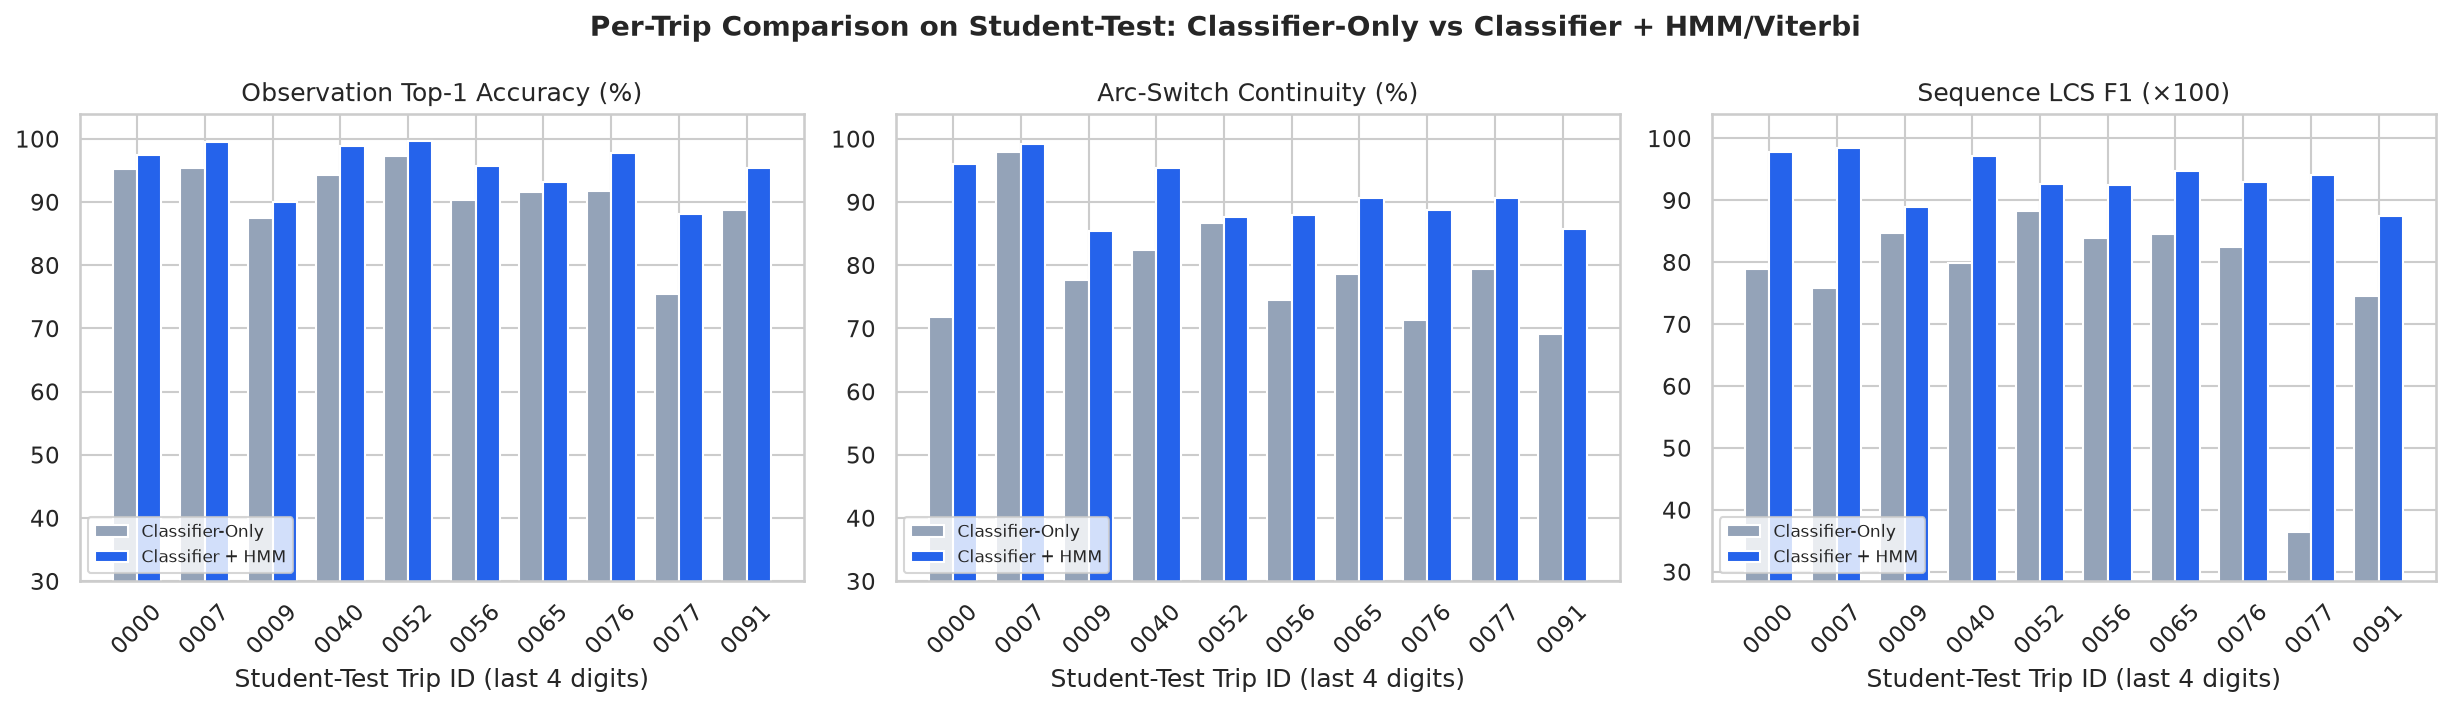 Per-Trip Comparison on Student-Test: Classifier-Only vs Classifier + HMM/Viterbi
Observation Top-1 Accuracy (%)
100
90
80
70
60
50
40
30
Classifier-Only
Classifier + HMM
0000 0007 0009 0040 0052 0056 0065 0076 0077 0091
Student-Test Trip ID (last 4 digits)
Arc-Switch Continuity (%)
100
90
80
70
60
50
40
30
Classifier-Only
Classifier + HMM
0000 0007 0009 0040 0052 0056 0065 0076 0077 0091
Student-Test Trip ID (last 4 digits)
Sequence LCS F1 (×100)
100
90
80
70
60
50
40
30
Classifier-Only
Classifier + HMM
0000 0007 0009 0040 0052 0056 0065 0076 0077 0091
Student-Test Trip ID (last 4 digits)